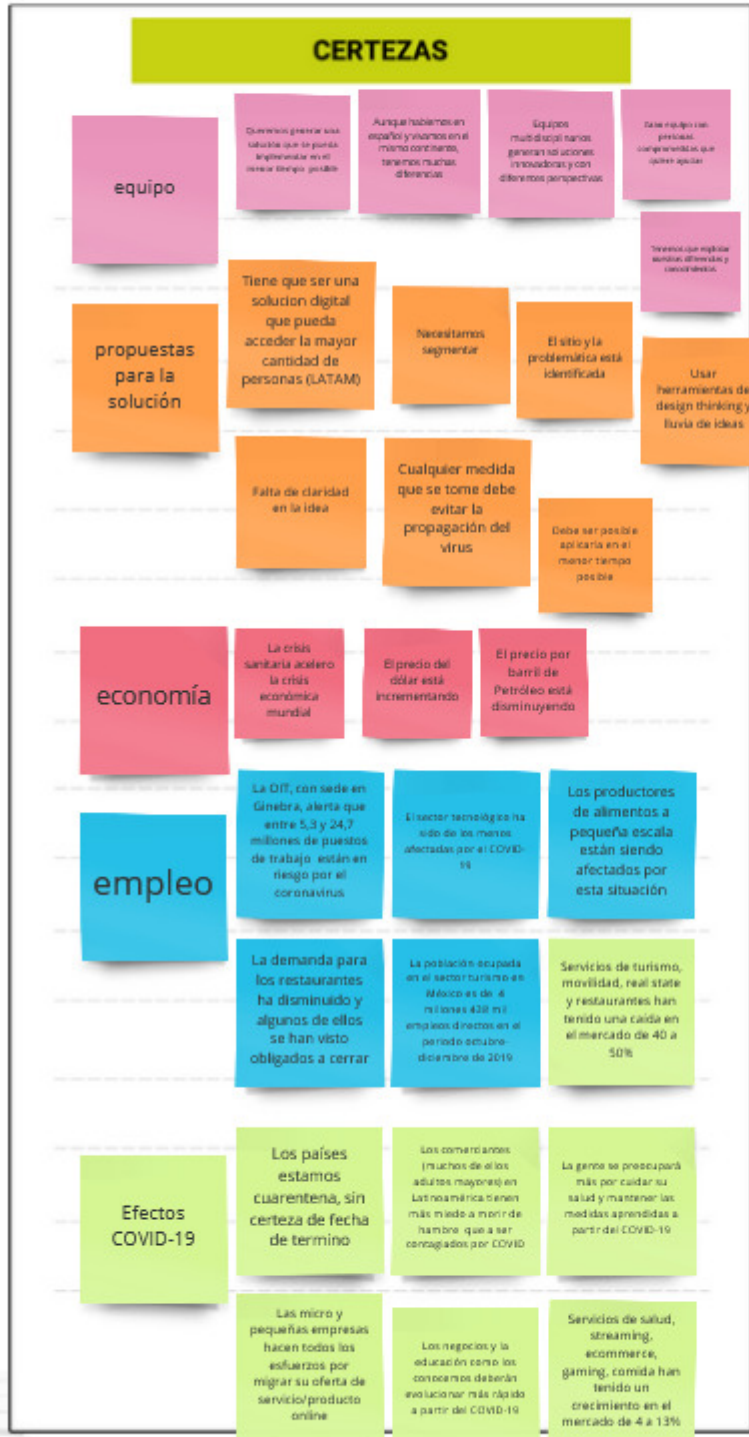 CERTEZAS
equipo
Queremos generar una
solución que se pueda
implementar en el
menor tiempo posible
Aunque hablemos en
español y vivamos en el
mismo continente,
tenemos muchas
diferencias
Equipos
multidisciplinarios
generan soluciones
innovadoras y con
diferentes perspectivas
equipo con
personas
comprometidas que
quiere ayudar
Tenemos que explotar
nuestras diferencias y
conocimientos
propuestas
para la
solución
Tiene que ser una
solucion digital
que pueda
acceder la mayor
cantidad de
personas (LATAM)
Necesitamos
segmentar
El sitio y la
problemática está
identificada
Usar
herramientas de
design thinking y
lluvia de ideas
Falta de claridad
en la idea
Cualquier medida
que se tome debe
evitar la
propagación del
virus
Debe ser posible
aplicarla en el
menor tiempo
posible
economía
La crisis
sanitaria acelero
la crisis
económica
mundial
El precio del
dólar está
incrementando
El precio por
barril de
Petróleo está
disminuyendo
empleo
La OIT, con sede en
Ginebra, alerta que
entre 5,3 y 24,7
millones de puestos
de trabajo están en
riesgo por el
coronavirus
El sector tecnológico ha
sido de los menos
afectadas por el COVID-
19
Los productores
de alimentos a
pequeña escala
están siendo
afectados por
esta situación
La demanda para
los restaurantes
ha disminuido y
algunos de ellos
se han visto
obligados a cerrar
La población ocupada
en el sector turismo en
México es de 4
millones 428 mil
empleos directos en el
periodo octubre-
diciembre de 2019
Servicios de turismo,
movilidad, real state
y restaurantes han
tenido una caída en
el mercado de 40 a
50%
Efectos
COVID-19
Los países
estamos
cuarentena, sin
certeza de fecha
de termino
Los comerciantes
(muchos de ellos
adultos mayores) en
Latinoamérica tienen
más miedo a morir de
hambre que a ser
contagiados por COVID
La gente se preocupará
más por cuidar su
salud y mantener las
medidas aprendidas a
partir del COVID-19
Las micro y
pequeñas empresas
hacen todos los
esfuerzos por
migrar su oferta de
servicio/producto
online
Los negocios y la
educación como los
conocemos deberán
evolucionar más rápido
a partir del COVID-19
Servicios de salud,
streaming,
ecommerce,
gaming, comida han
tenido un
crecimiento en el
mercado de 4 a 13%